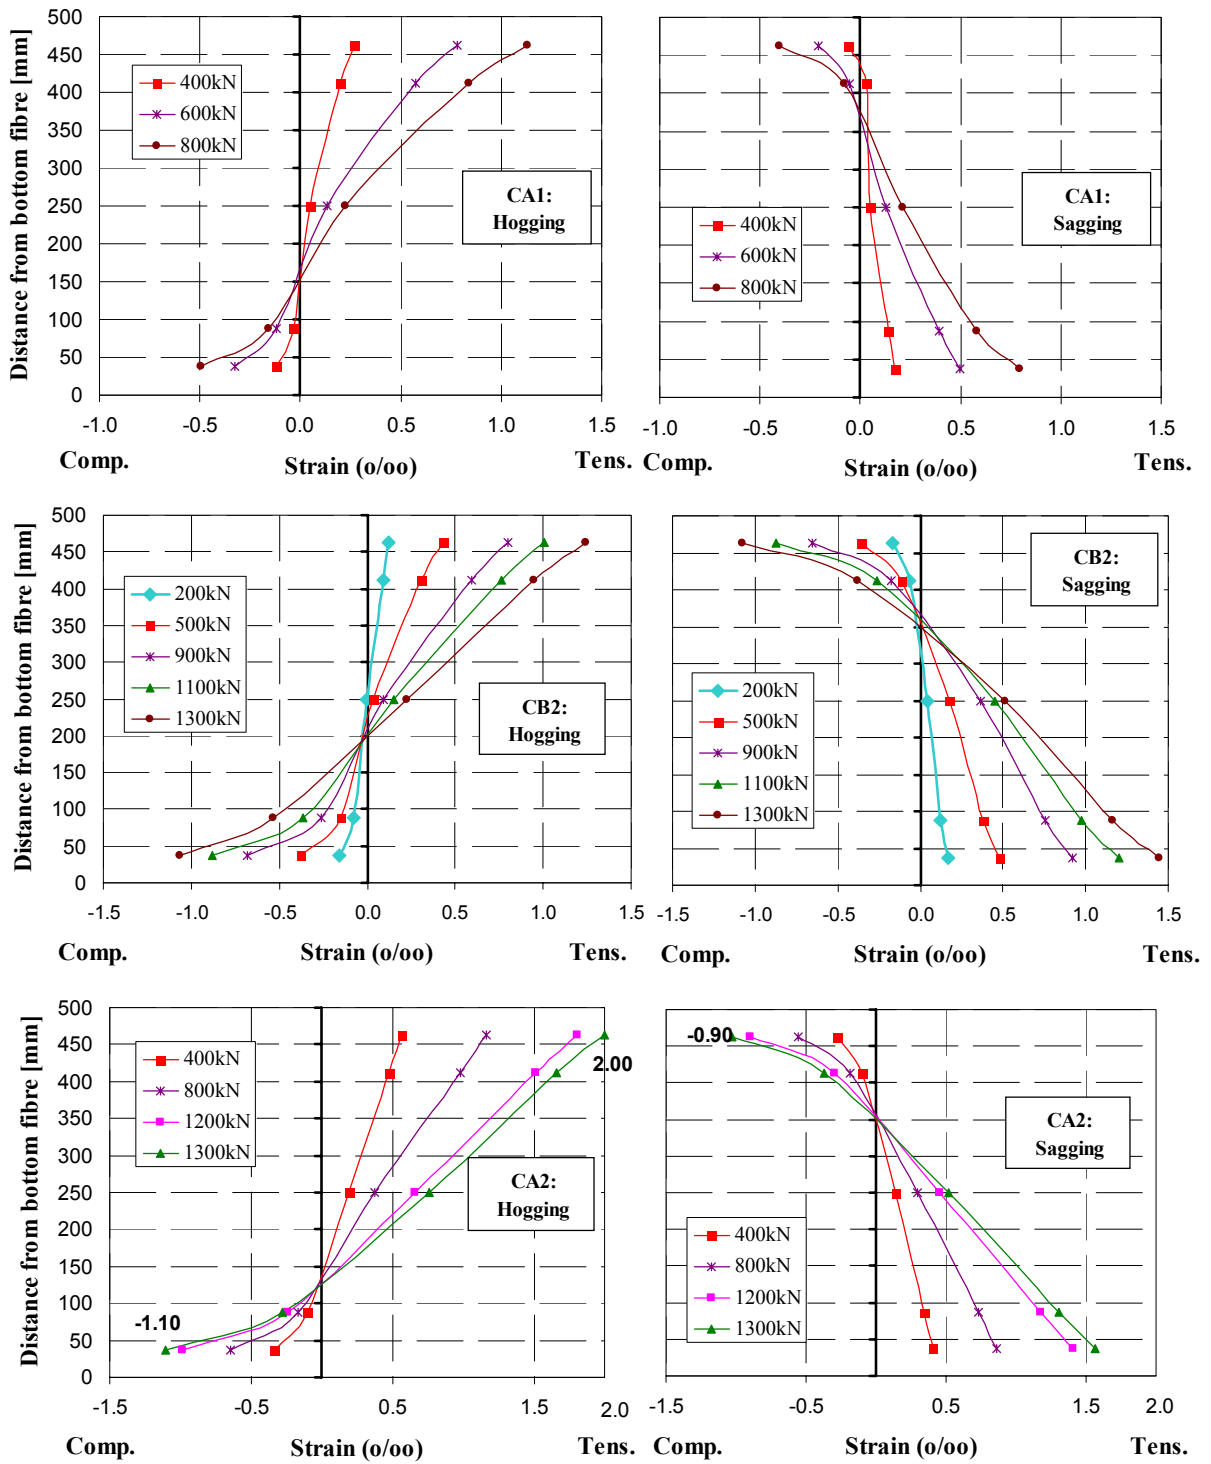 500
450
400
350
300
250
200
150
100
50
0
Distance from bottom fibre [mm]
400kN
600kN
800kN
CA1:
Hogging
-1.0 -0.5 0.0 0.5 1.0 1.5
Comp. Strain (o/oo) Tens.
400kN
600kN
800kN
CA1:
Sagging
-1.0 -0.5 0.0 0.5 1.0 1.5
Comp. Strain (o/oo) Tens.
500
450
400
350
300
250
200
150
100
50
0
Distance from bottom fibre [mm]
200kN
500kN
900kN
1100kN
1300kN
CB2:
Hogging
-1.5 -1.0 -0.5 0.0 0.5 1.0 1.5
Comp. Strain (o/oo) Tens.
CB2:
Sagging
200kN
500kN
900kN
1100kN
1300kN
-1.5 -1.0 -0.5 0.0 0.5 1.0 1.5
Comp. Strain (o/oo) Tens.
500
450
400
350
300
250
200
150
100
50
0
Distance from bottom fibre [mm]
400kN
800kN
1200kN
1300kN
2.00
CA2:
Hogging
-1.10
-1.5 -0.5 0.5 1.5 2.0
Comp. Strain (o/oo) Tens.
-0.90
CA2:
Sagging
400kN
800kN
1200kN
1300kN
-1.5 -0.5 0.5 1.5 2.0
Comp. Strain (o/oo) Tens.